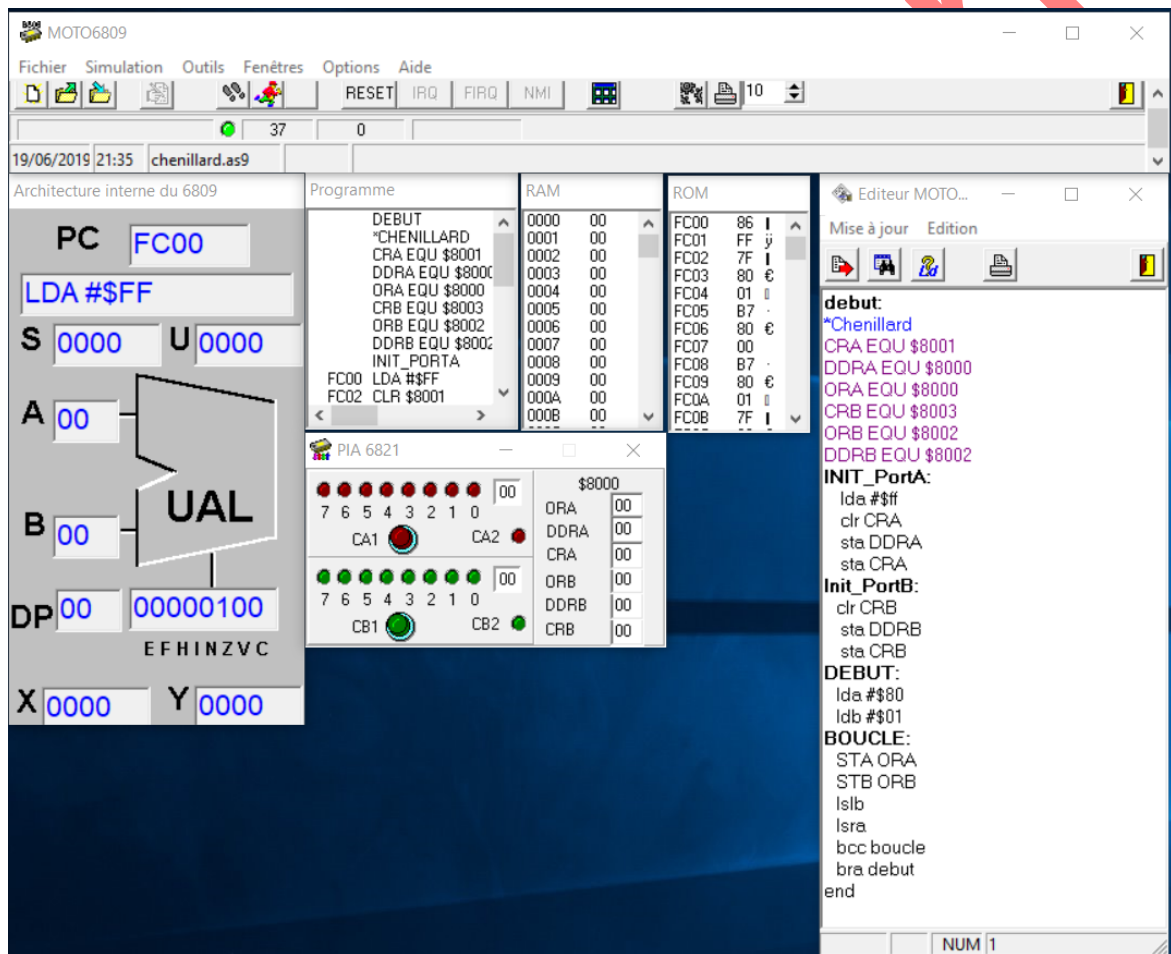 MOTO6809
Fichier Simulation Outils Fenêtres Options Aide
RESET IRQ FIRQ NMI 10
37 0
19/06/2019 21:35 chenillard.as9
Architecture interne du 6809
PC FC00
LDA #$FF
S 0000 U 0000
A 00
UAL
B 00
DP 00 00000100
E F H I N Z V C
X 0000 Y 0000
Programme
DEBUT
*CHENILLARD
CRA EQU $8001
DDRA EQU $8000
ORA EQU $8000
CRB EQU $8003
ORB EQU $8002
DDRB EQU $8002
INIT_PORTA
FC00 LDA #$FF
FC02 CLR $8001
RAM
0000 00
0001 00
0002 00
0003 00
0004 00
0005 00
0006 00
0007 00
0008 00
0009 00
000A 00
000B 00
ROM
FC00 86
FC01 FF ÿ
FC02 7F
FC03 80 €
FC04 01
FC05 B7 ·
FC06 80 €
FC07 00
FC08 B7 ·
FC09 80 €
FC0A 01
FC0B 7F
PIA 6821
00
7 6 5 4 3 2 1 0
CA1 CA2
00
7 6 5 4 3 2 1 0
CB1 CB2
$8000
ORA 00
DDRA 00
CRA 00
ORB 00
DDRB 00
CRB 00
Editeur MOTO...
Mise à jour Edition
debut:
*Chenillard
CRA EQU $8001
DDRA EQU $8000
ORA EQU $8000
CRB EQU $8003
ORB EQU $8002
DDRB EQU $8002
INIT_PortA:
lda #$ff
clr CRA
sta DDRA
sta CRA
Init_PortB:
clr CRB
sta DDRB
sta CRB
DEBUT:
lda #$80
ldb #$01
BOUCLE:
STA ORA
STB ORB
lslb
lsra
bcc boucle
bra debut
end
NUM 1